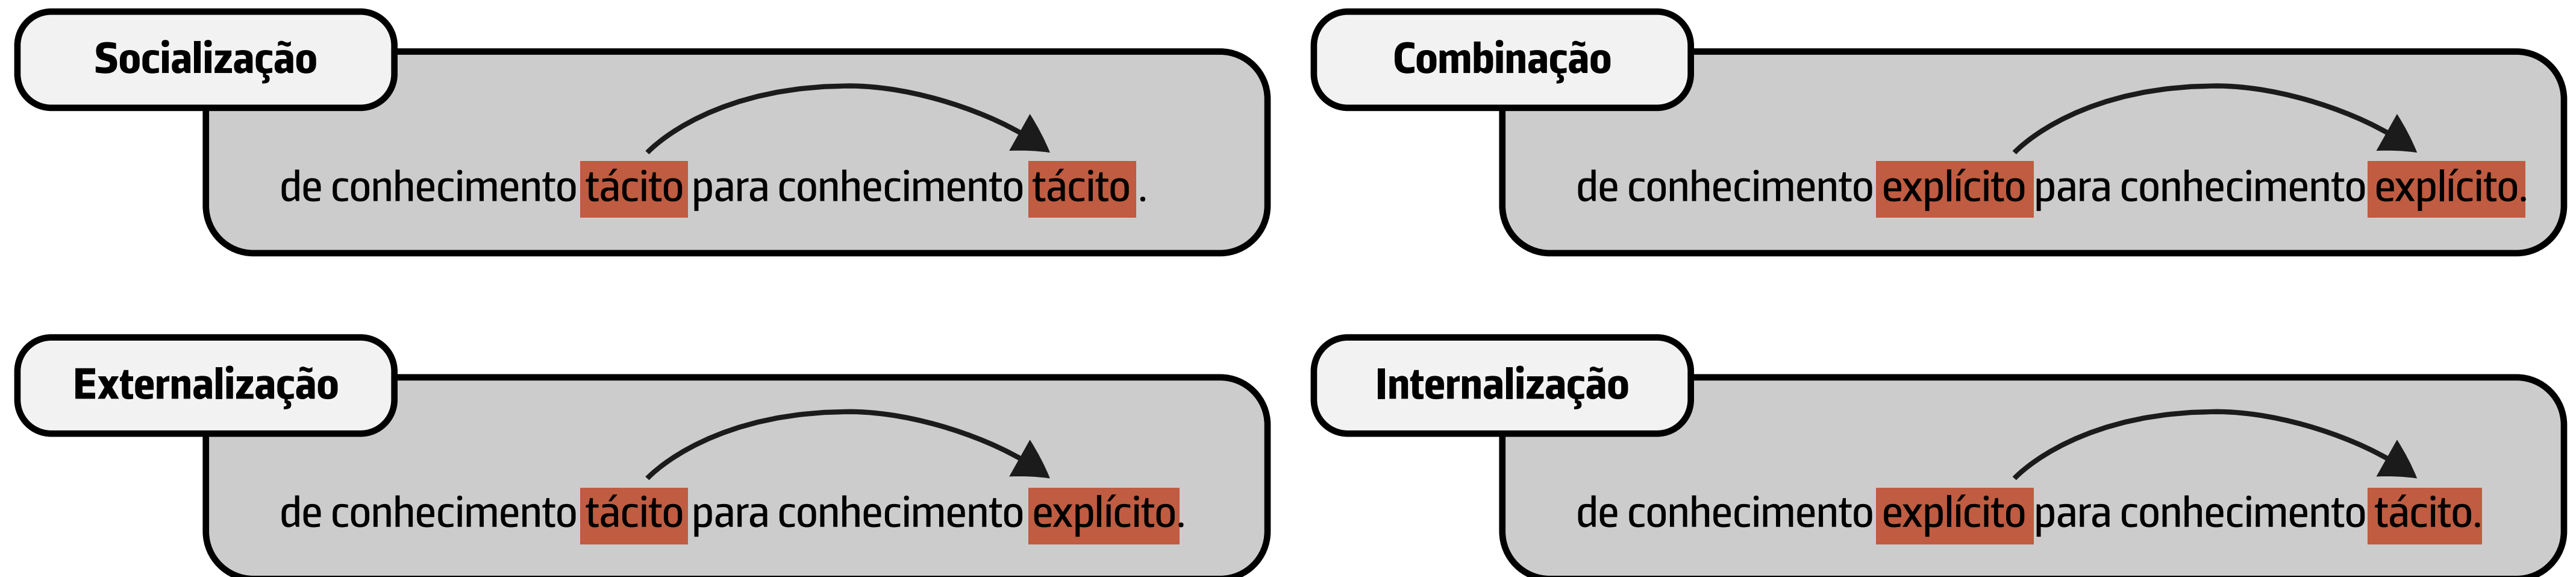 Socialização
de conhecimento tácito para conhecimento tácito .
Combinação
de conhecimento explícito para conhecimento explícito.
Externalização
de conhecimento tácito para conhecimento explícito.
Internalização
de conhecimento explícito para conhecimento tácito.